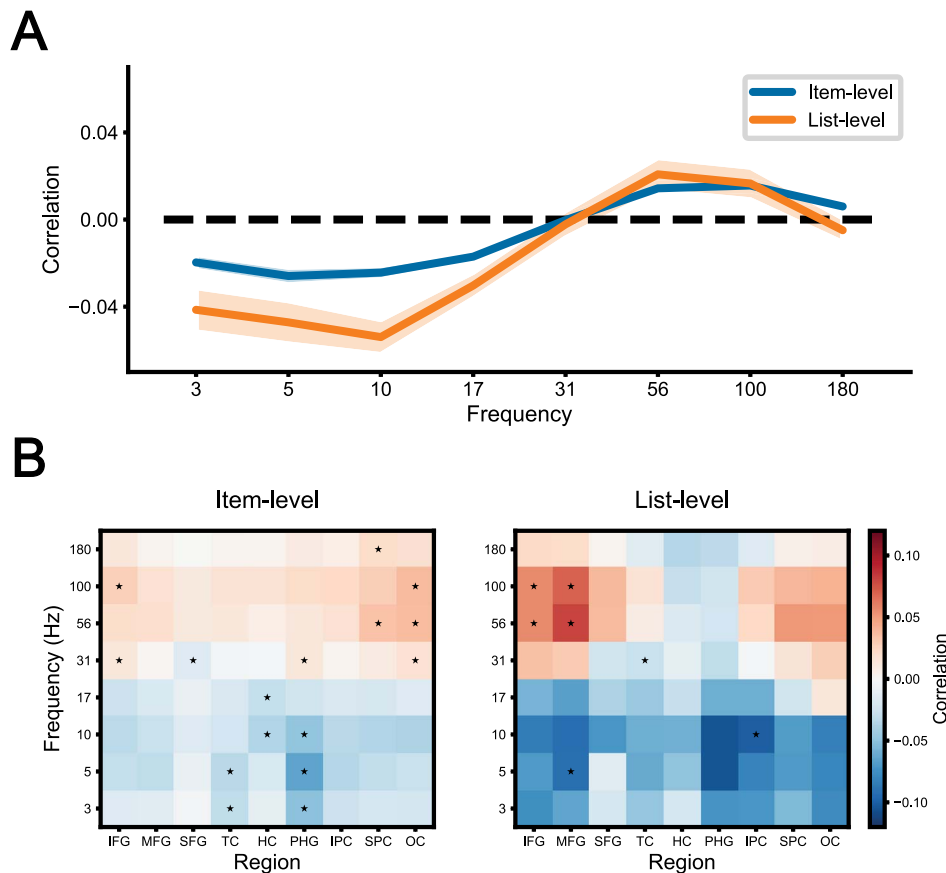 A
Item-level
List-level
0.04
0.00
−0.04
Correlation
3 5 10 17 31 56 100 180
Frequency
B
Item-level
List-level
180
100
56
31
17
10
5
3
Frequency (Hz)
IFG MFG SFG TC HC PHG IPC SPC OC
Region
180
100
56
31
17
10
5
3
IFG MFG SFG TC HC PHG IPC SPC OC
Region
0.10
0.05
0.00
−0.05
−0.10
Correlation